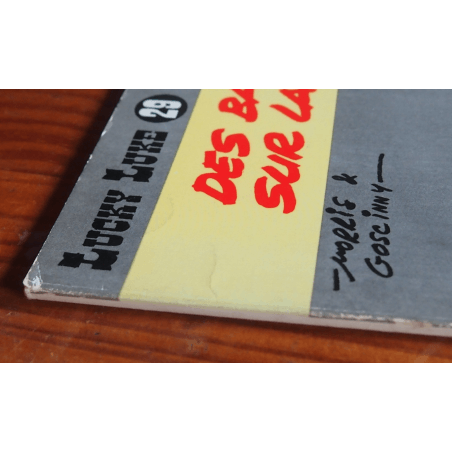 LUCKY LUKE 29
DES BA
SUR LA
MORRIS &
GOSCINNY